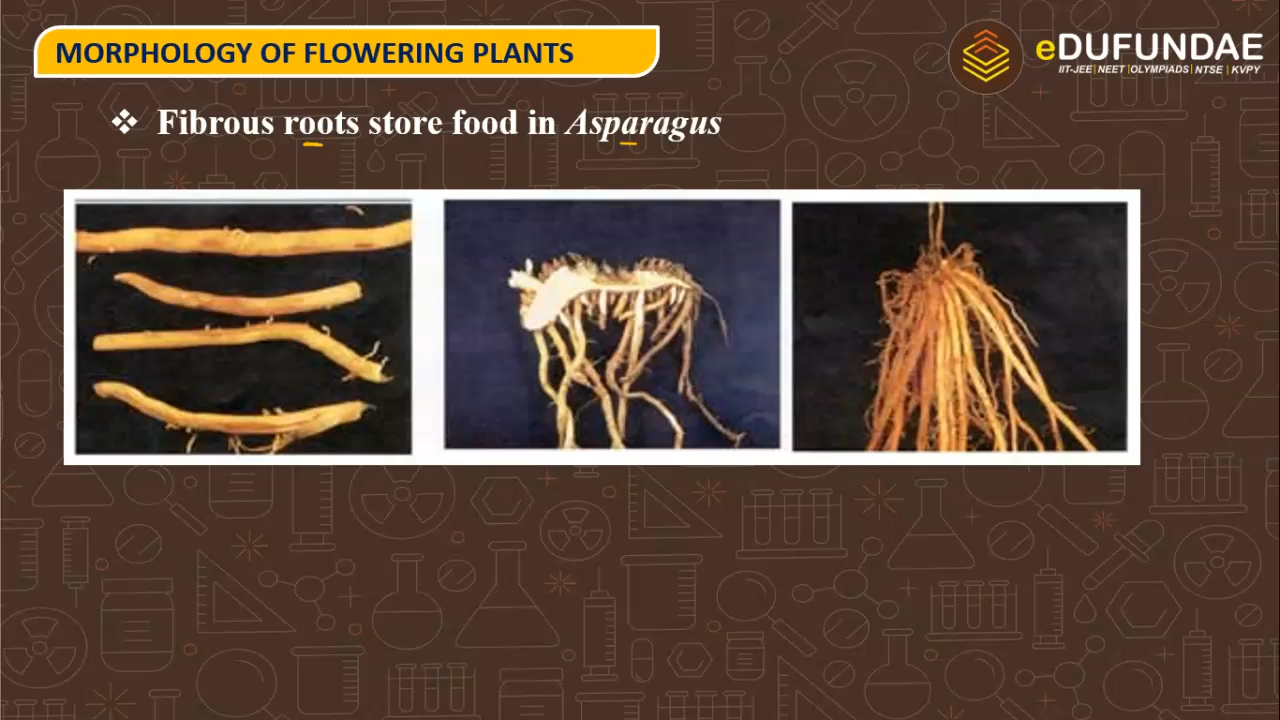 MORPHOLOGY OF FLOWERING PLANTS
eDUFUNDAE
IIT-JEE|NEET|OLYMPIADS|NTSE|KVPY
❖ Fibrous roots store food in Asparagus